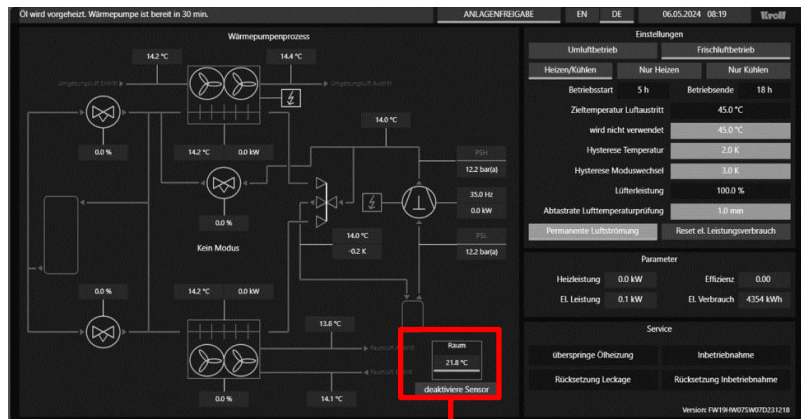 Öl wird vorgeheizt. Wärmepumpe ist bereit in 30 min.
ANLAGENFREIGABE EN DE 06.05.2024 08:19 Kroll
Wärmepumpenprozess
14.2 °C 14.4 °C
Umgebungsluft Eintritt Umgebungsluft Austritt
14.0 °C
0.0 % 14.2 °C 0.0 kW
PSH
12.2 bar(a)
35.0 Hz
0.0 kW
0.0 %
Kein Modus
14.0 °C
-0.2 K
PSL
12.2 bar(a)
0.0 % 14.2 °C 0.0 kW
13.8 °C
Raumluft Austritt
Raumluft Eintritt
0.0 % 14.1 °C
Raum
21.8 °C
deaktiviere Sensor
Einstellungen
Umluftbetrieb Frischluftbetrieb
Heizen/Kühlen Nur Heizen Nur Kühlen
Betriebsstart 5 h Betriebsende 18 h
Zieltemperatur Luftaustritt 45.0 °C
wird nicht verwendet 45.0 °C
Hysterese Temperatur 2.0 K
Hysterese Moduswechsel 3.0 K
Lüfterleistung 100.0 %
Abtastrate Lufttemperaturprüfung 1.0 min
Permanente Luftströmung Reset el. Leistungsverbrauch
Parameter
Heizleistung 0.0 kW Effizienz 0.00
El. Leistung 0.1 kW El. Verbrauch 4354 kWh
Service
überspringe Ölheizung Inbetriebnahme
Rücksetzung Leckage Rücksetzung Inbetriebnahme
Version: FW19HW07SW07D231218